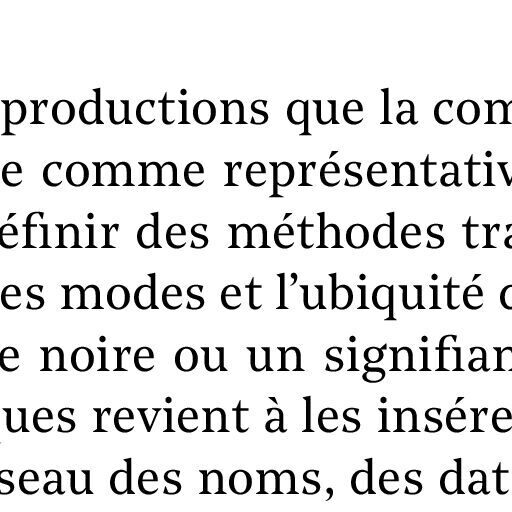 productions que la com
e comme représentativ
éfinir des méthodes tra
es modes et l’ubiquité
e noire ou un signifian
ques revient à les insére
seau des noms, des dat